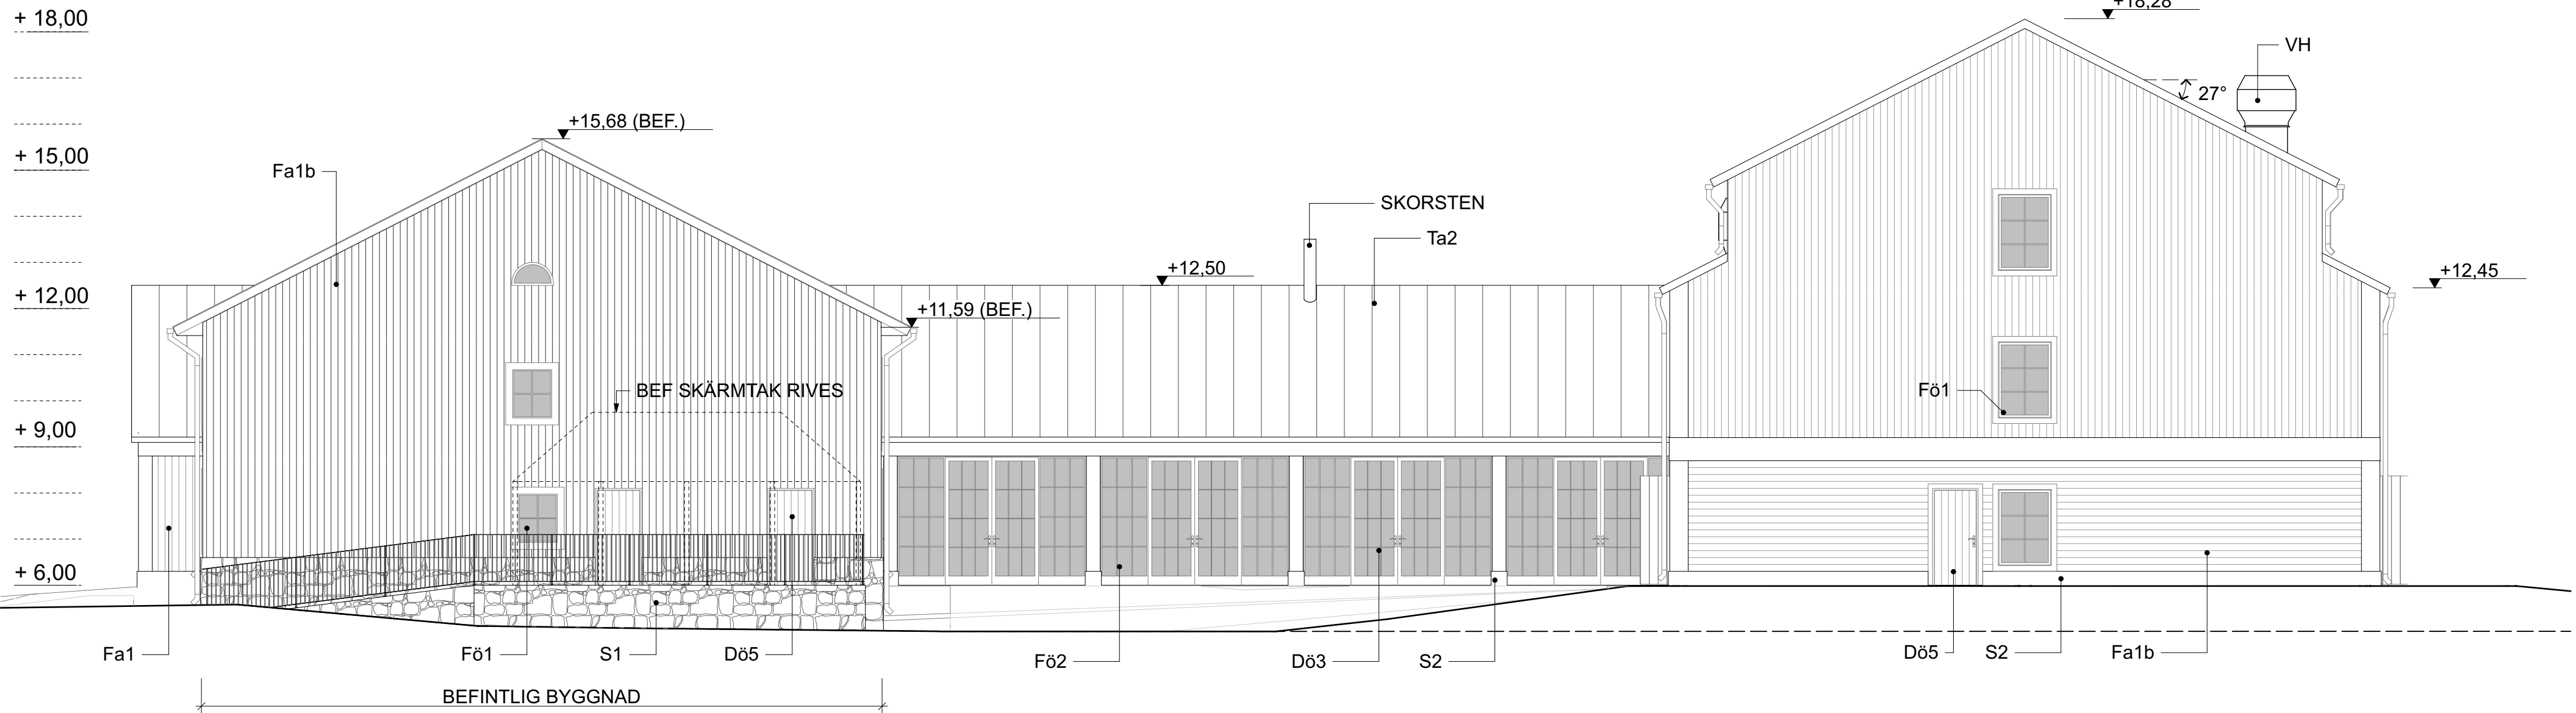 + 18,00
+18,28
VH
27°
+15,68 (BEF.)
+ 15,00
Fa1b
SKORSTEN
Ta2
+12,50
+12,45
+ 12,00
+11,59 (BEF.)
BEF SKÄRMTAK RIVES
Fö1
+ 9,00
+ 6,00
Fa1
Fö1
S1
Dö5
Fö2
Dö3
S2
Dö5
S2
Fa1b
BEFINTLIG BYGGNAD